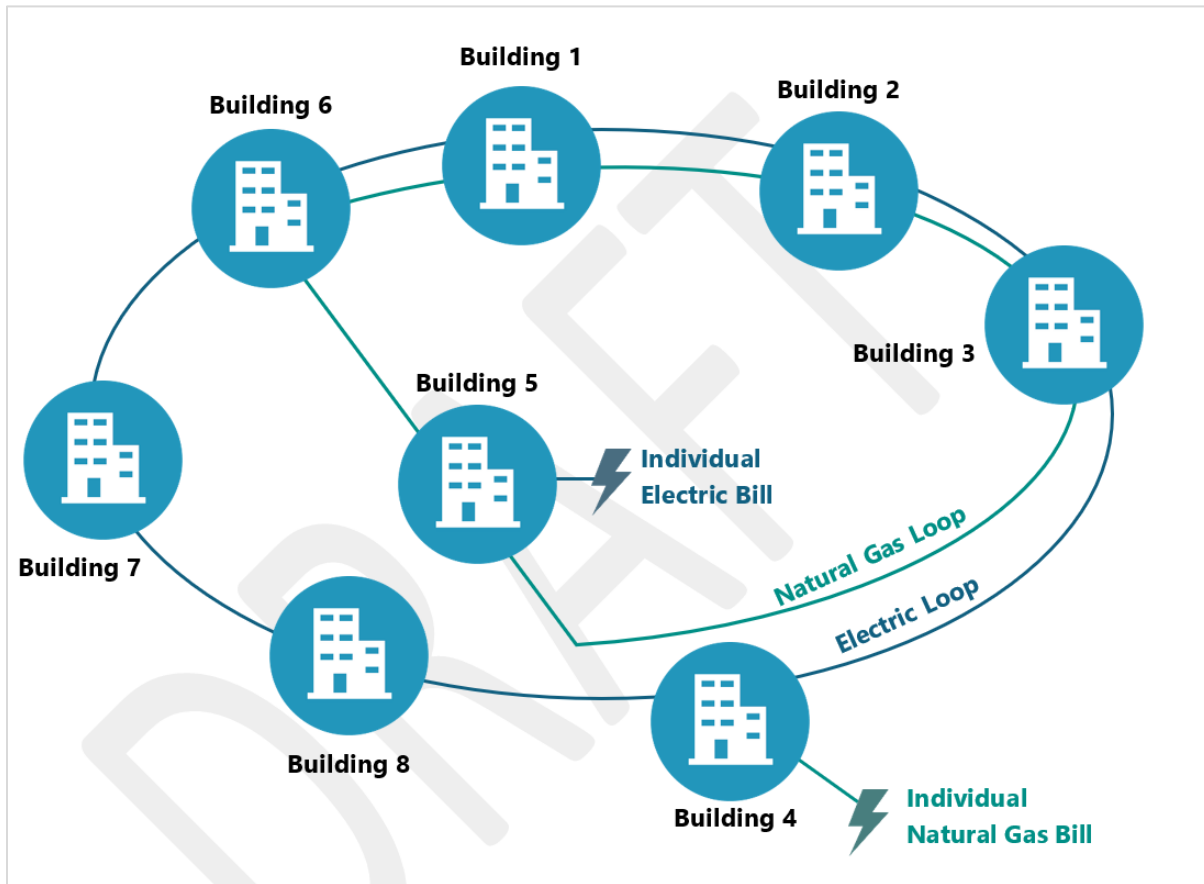 Building 1
Building 2
Building 6
Building 3
Building 5
Individual
Electric Bill
Natural Gas Loop
Electric Loop
Building 7
Building 8
Building 4
Individual
Natural Gas Bill
DRAFT